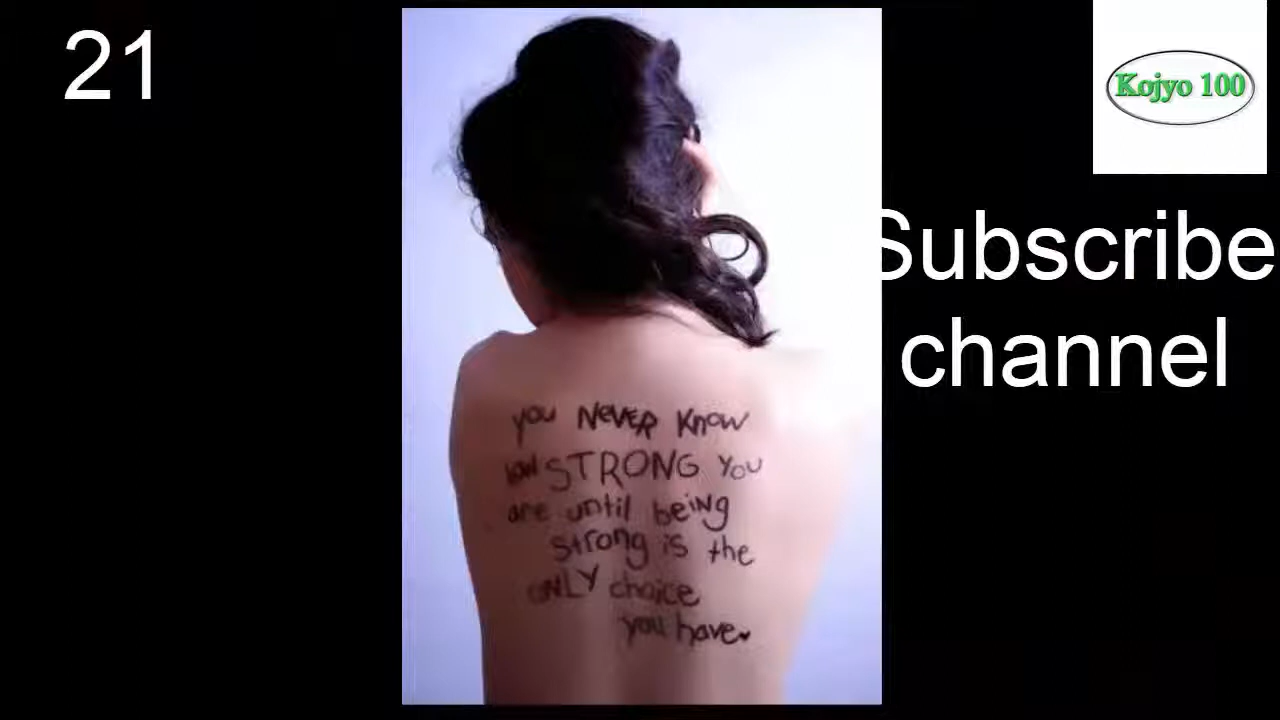 21
Kojyo 100
Subscribe
channel
you NEVER KNOW
how STRONG YOU
are until being
strong is the
ONLY choice
you have